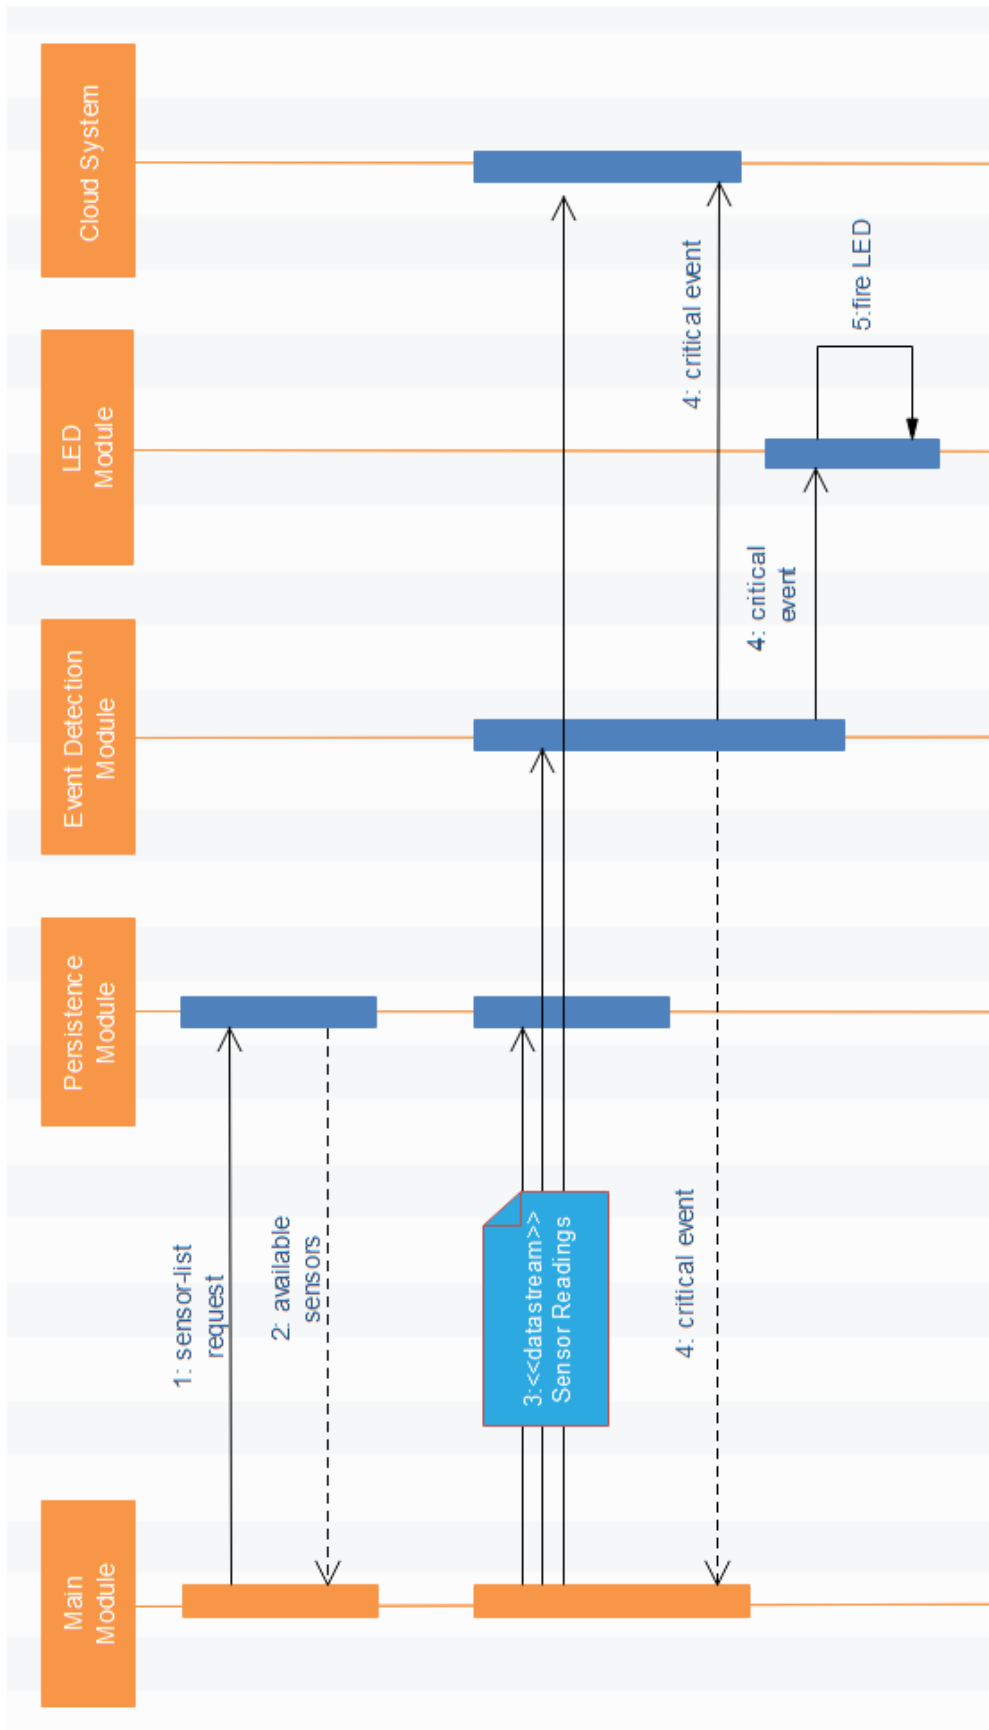 Main
Module
Persistence
Module
Event Detection
Module
LED
Module
Cloud System
1: sensor-list
request
2: available
sensors
3:<<datastream>>
Sensor Readings
4: critical event
4: critical event
4: critical
event
5:fire LED